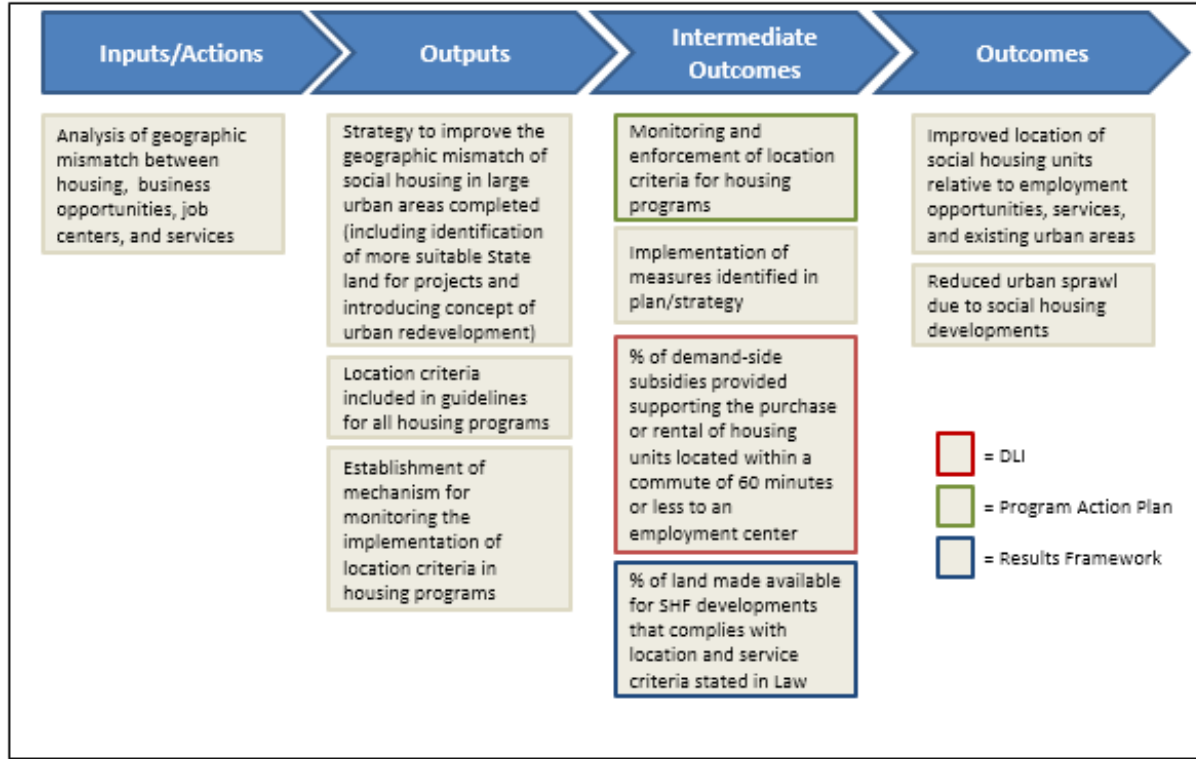 Inputs/Actions
Outputs
Intermediate
Outcomes
Outcomes
Analysis of geographic
mismatch between
housing, business
opportunities, job
centers, and services
Strategy to improve the
geographic mismatch of
social housing in large
urban areas completed
(including identification
of more suitable State
land for projects and
introducing concept of
urban redevelopment)
Location criteria
included in guidelines
for all housing programs
Establishment of
mechanism for
monitoring the
implementation of
location criteria in
housing programs
Monitoring and
enforcement of location
criteria for housing
programs
Implementation of
measures identified in
plan/strategy
% of demand-side
subsidies provided
supporting the purchase
or rental of housing
units located within a
commute of 60 minutes
or less to an
employment center
% of land made available
for SHF developments
that complies with
location and service
criteria stated in Law
Improved location of
social housing units
relative to employment
opportunities, services,
and existing urban areas
Reduced urban sprawl
due to social housing
developments
= DLI
= Program Action Plan
= Results Framework